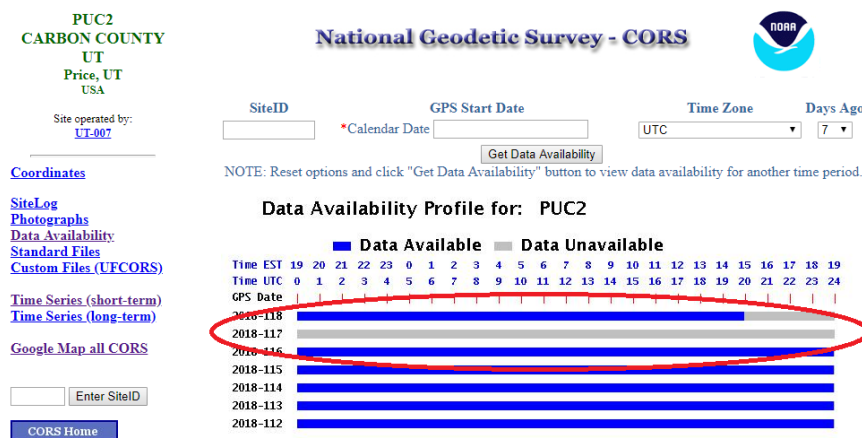 PUC2
CARBON COUNTY
UT
Price, UT
USA
Site operated by:
UT-007
Coordinates
SiteLog
Photographs
Data Availability
Standard Files
Custom Files (UFCORS)
Time Series (short-term)
Time Series (long-term)
Google Map all CORS
Enter SiteID
CORS Home
National Geodetic Survey - CORS
NOAA
SiteID GPS Start Date Time Zone Days Ago
*Calendar Date UTC 7
Get Data Availability
NOTE: Reset options and click "Get Data Availability" button to view data availability for another time period.
Data Availability Profile for: PUC2
Data Available Data Unavailable
Time EST 19 20 21 22 23 0 1 2 3 4 5 6 7 8 9 10 11 12 13 14 15 16 17 18 19
Time UTC 0 1 2 3 4 5 6 7 8 9 10 11 12 13 14 15 16 17 18 19 20 21 22 23 24
GPS Date
2018-118
2018-117
2018-116
2018-115
2018-114
2018-113
2018-112